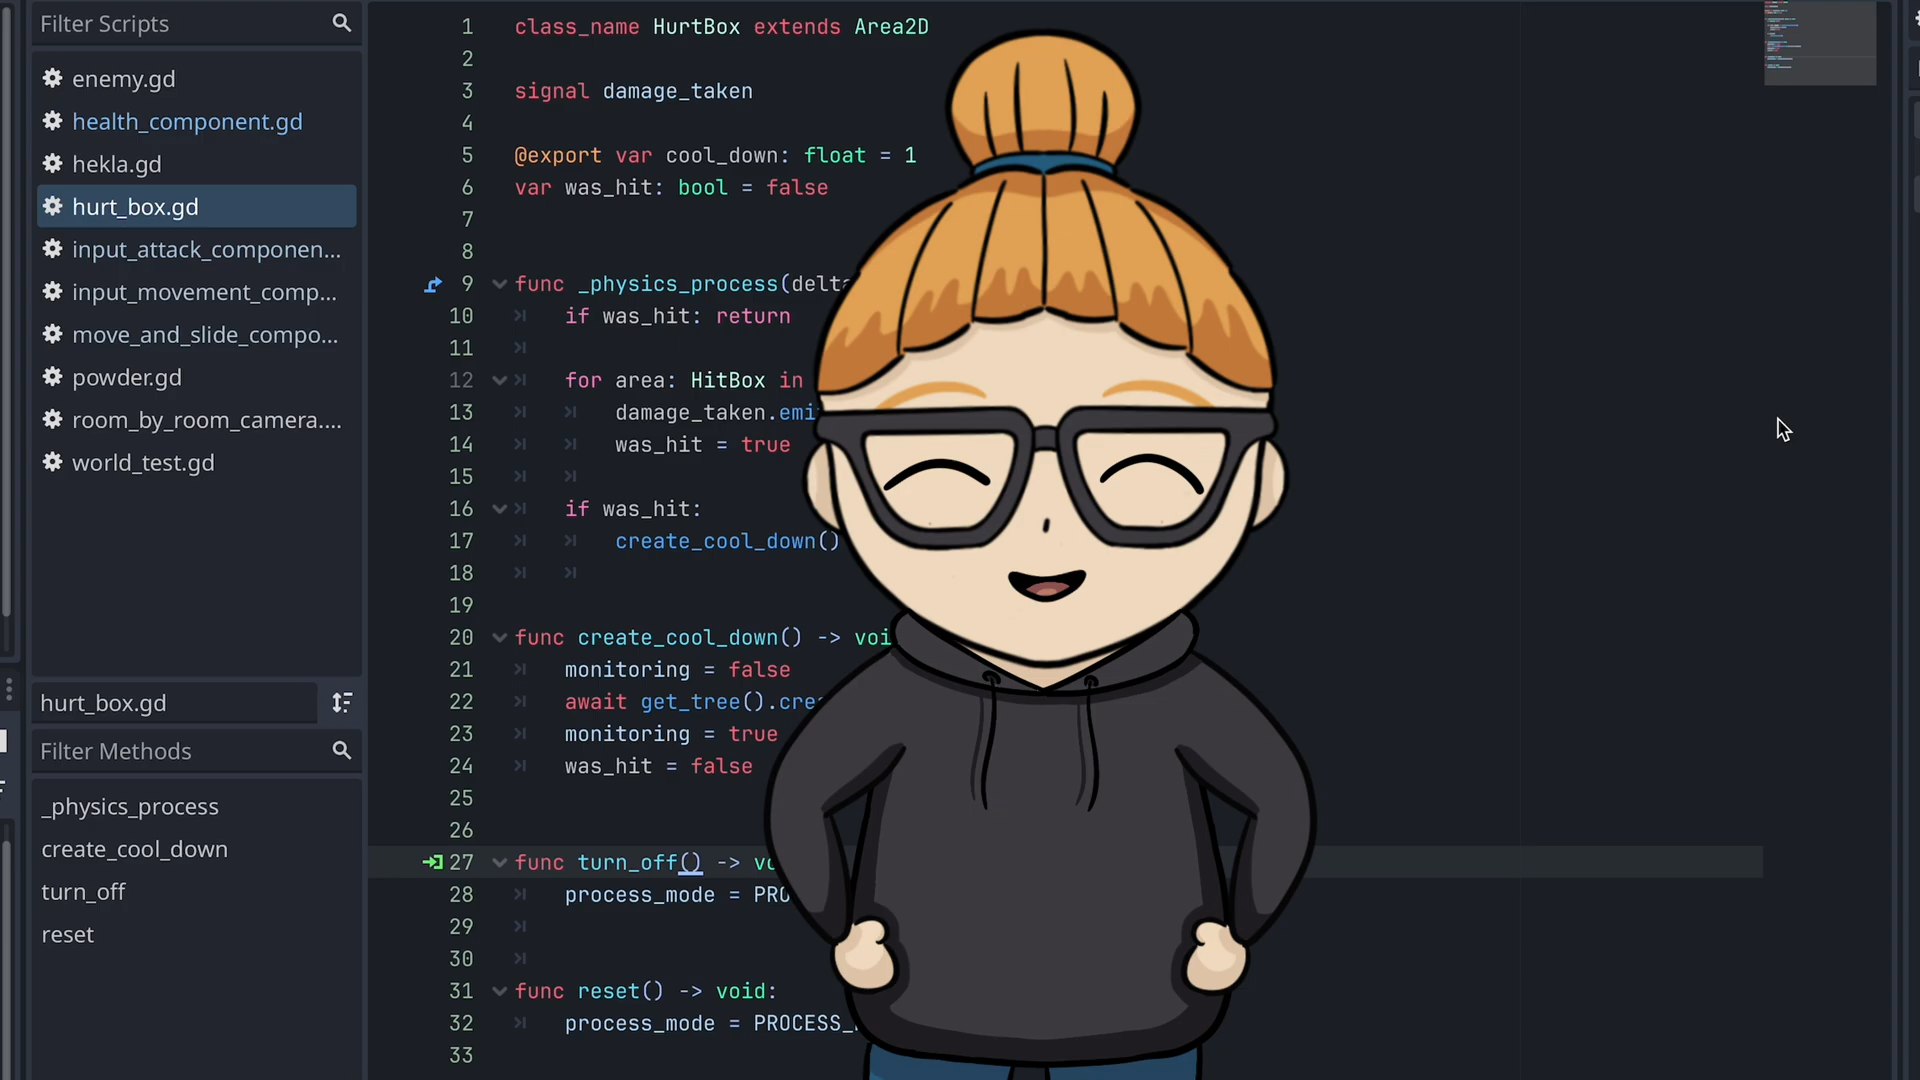 Filter Scripts
enemy.gd
health_component.gd
hekla.gd
hurt_box.gd
input_attack_componen...
input_movement_comp...
move_and_slide_compo...
powder.gd
room_by_room_camera....
world_test.gd
hurt_box.gd
Filter Methods
_physics_process
create_cool_down
turn_off
reset
1 class_name HurtBox extends Area2D
2
3 signal damage_taken
4
5 @export var cool_down: float = 1
6 var was_hit: bool = false
7
8
9 func _physics_process(delta
10 if was_hit: return
11
12 for area: HitBox in
13 damage_taken.emi
14 was_hit = true
15
16 if was_hit:
17 create_cool_down()
18
19
20 func create_cool_down() -> voi
21 monitoring = false
22 await get_tree().cre
23 monitoring = true
24 was_hit = false
25
26
27 func turn_off() -> vo
28 process_mode = PRO
29
30
31 func reset() -> void:
32 process_mode = PROCESS_
33